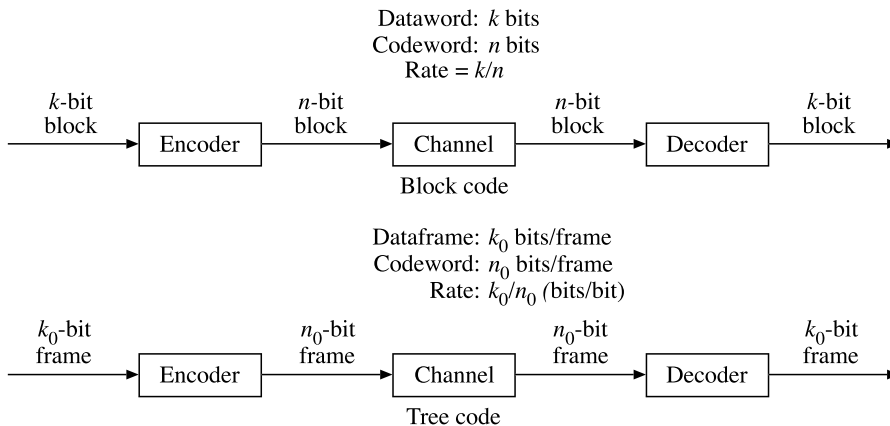 Dataword: k bits
Codeword: n bits
Rate = k/n
k-bit block
n-bit block
n-bit block
k-bit block
Encoder
Channel
Decoder
Block code
Dataframe: k₀ bits/frame
Codeword: n₀ bits/frame
Rate: k₀/n₀ (bits/bit)
k₀-bit frame
n₀-bit frame
n₀-bit frame
k₀-bit frame
Encoder
Channel
Decoder
Tree code